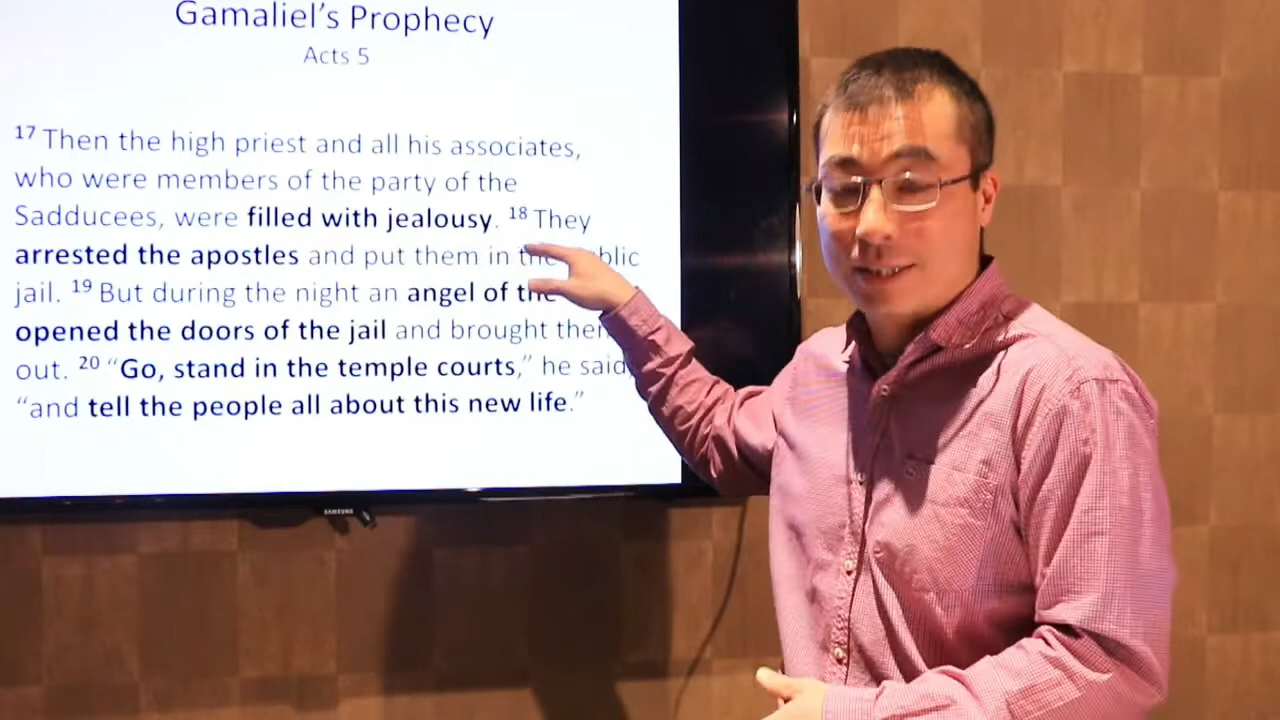 Gamaliel's Prophecy
Acts 5
17 Then the high priest and all his associates,
who were members of the party of the
Sadducees, were filled with jealousy. 18 They
arrested the apostles and put them in
jail. 19 But during the night an angel of
opened the doors of the jail and brought
out. 20 “Go, stand in the temple courts,” he said,
“and tell the people all about this new life.”
SAMSUNG